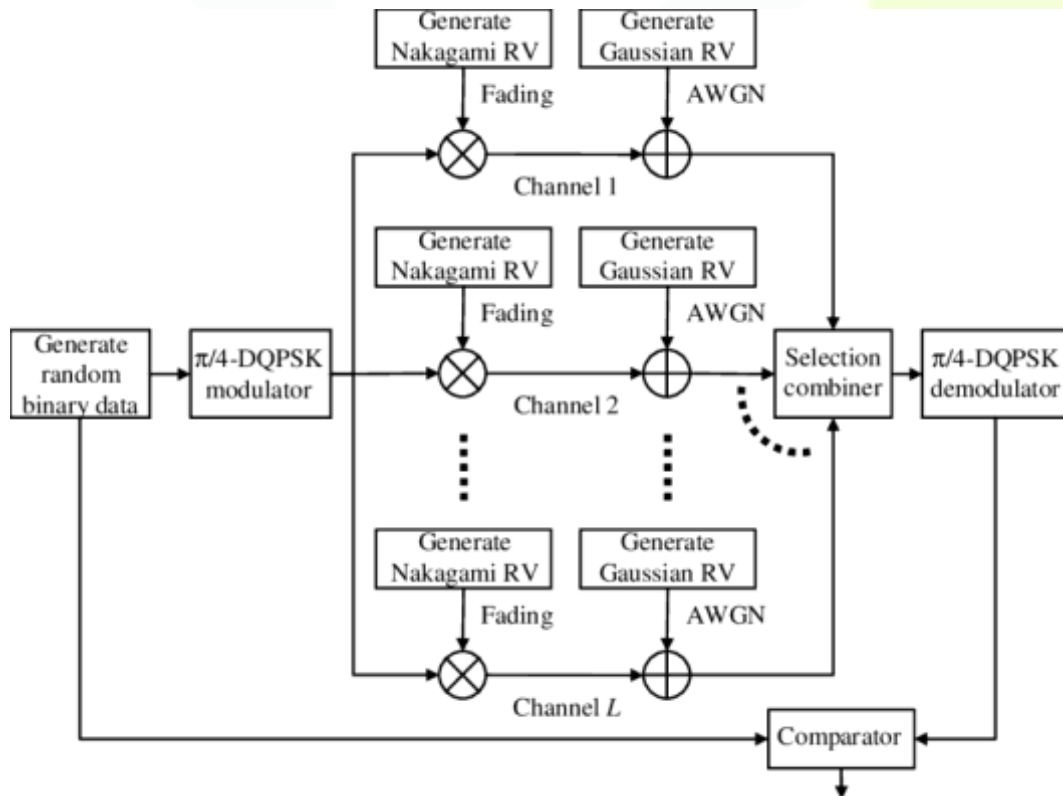 Generate
Nakagami RV
Generate
Gaussian RV
Fading
AWGN
Channel 1
Generate
Nakagami RV
Generate
Gaussian RV
Fading
AWGN
Generate
random
binary data
π/4-DQPSK
modulator
Channel 2
Selection
combiner
π/4-DQPSK
demodulator
Generate
Nakagami RV
Generate
Gaussian RV
Fading
AWGN
Channel L
Comparator